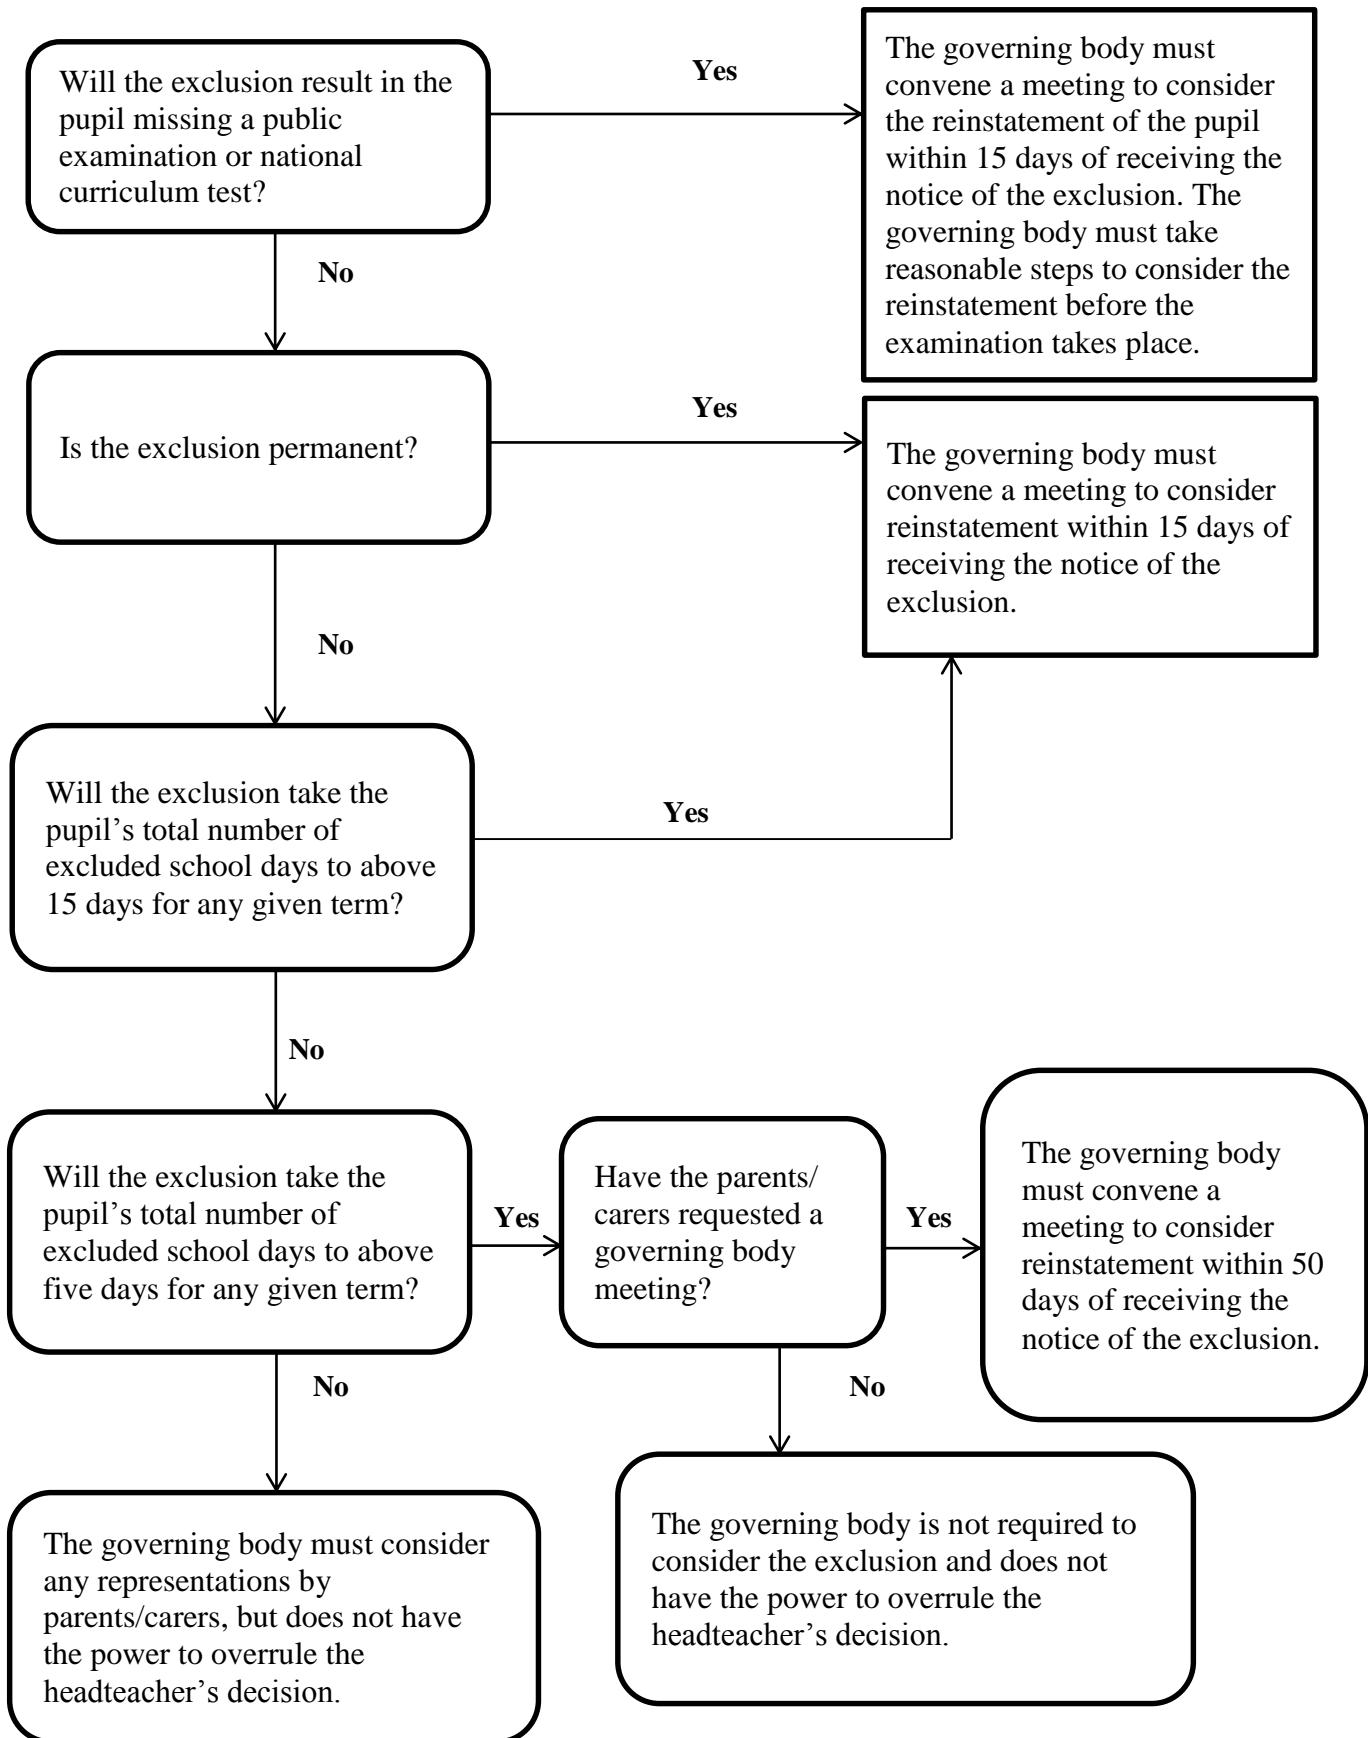 Will the exclusion result in the
pupil missing a public
examination or national
curriculum test?
Yes
The governing body must
convene a meeting to consider
the reinstatement of the pupil
within 15 days of receiving the
notice of the exclusion. The
governing body must take
reasonable steps to consider the
reinstatement before the
examination takes place.
No
Is the exclusion permanent?
Yes
The governing body must
convene a meeting to consider
reinstatement within 15 days of
receiving the notice of the
exclusion.
No
Will the exclusion take the
pupil’s total number of
excluded school days to above
15 days for any given term?
Yes
No
Will the exclusion take the
pupil’s total number of
excluded school days to above
five days for any given term?
Yes
Have the parents/
carers requested a
governing body
meeting?
Yes
The governing body
must convene a
meeting to consider
reinstatement within 50
days of receiving the
notice of the exclusion.
No
No
The governing body must consider
any representations by
parents/carers, but does not have
the power to overrule the
headteacher’s decision.
The governing body is not required to
consider the exclusion and does not
have the power to overrule the
headteacher’s decision.